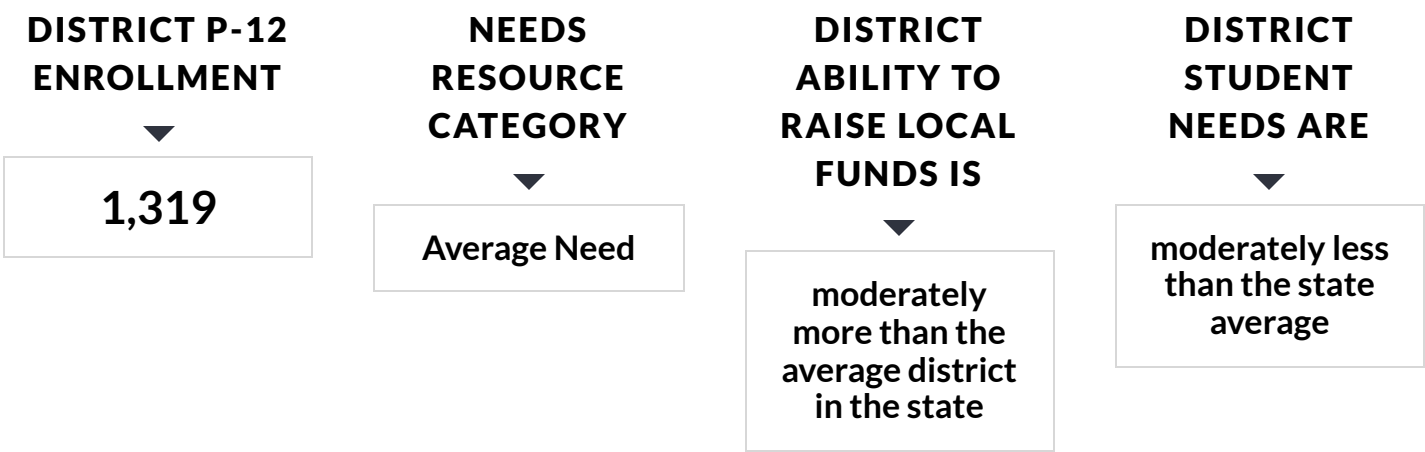 DISTRICT P-12
ENROLLMENT
1,319
NEEDS
RESOURCE
CATEGORY
Average Need
DISTRICT
ABILITY TO
RAISE LOCAL
FUNDS IS
moderately
more than the
average district
in the state
DISTRICT
STUDENT
NEEDS ARE
moderately less
than the state
average